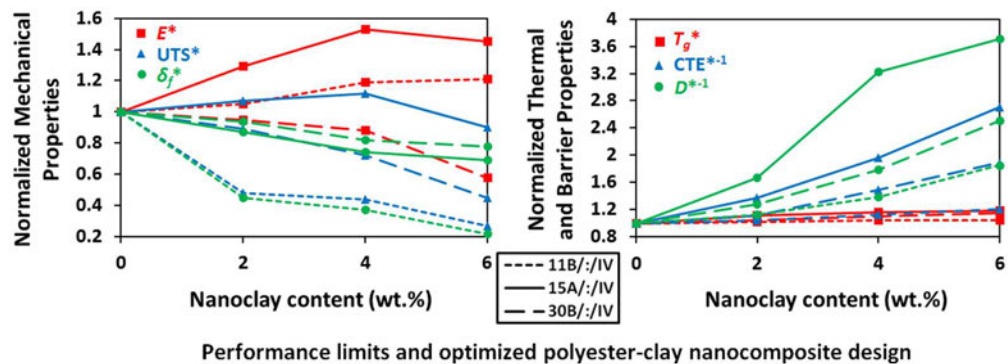 Normalized Mechanical
Properties
1.6
1.4
1.2
1
0.8
0.6
0.4
0.2
E*
UTS*
δf*
0
2
4
6
Nanoclay content (wt.%)
Normalized Thermal
and Barrier Properties
4
3.6
3.2
2.8
2.4
2
1.6
1.2
0.8
Tg*
CTE*-1
D*-1
0
2
4
6
Nanoclay content (wt.%)
11B/:/IV
15A/:/IV
30B/:/IV
Performance limits and optimized polyester-clay nanocomposite design